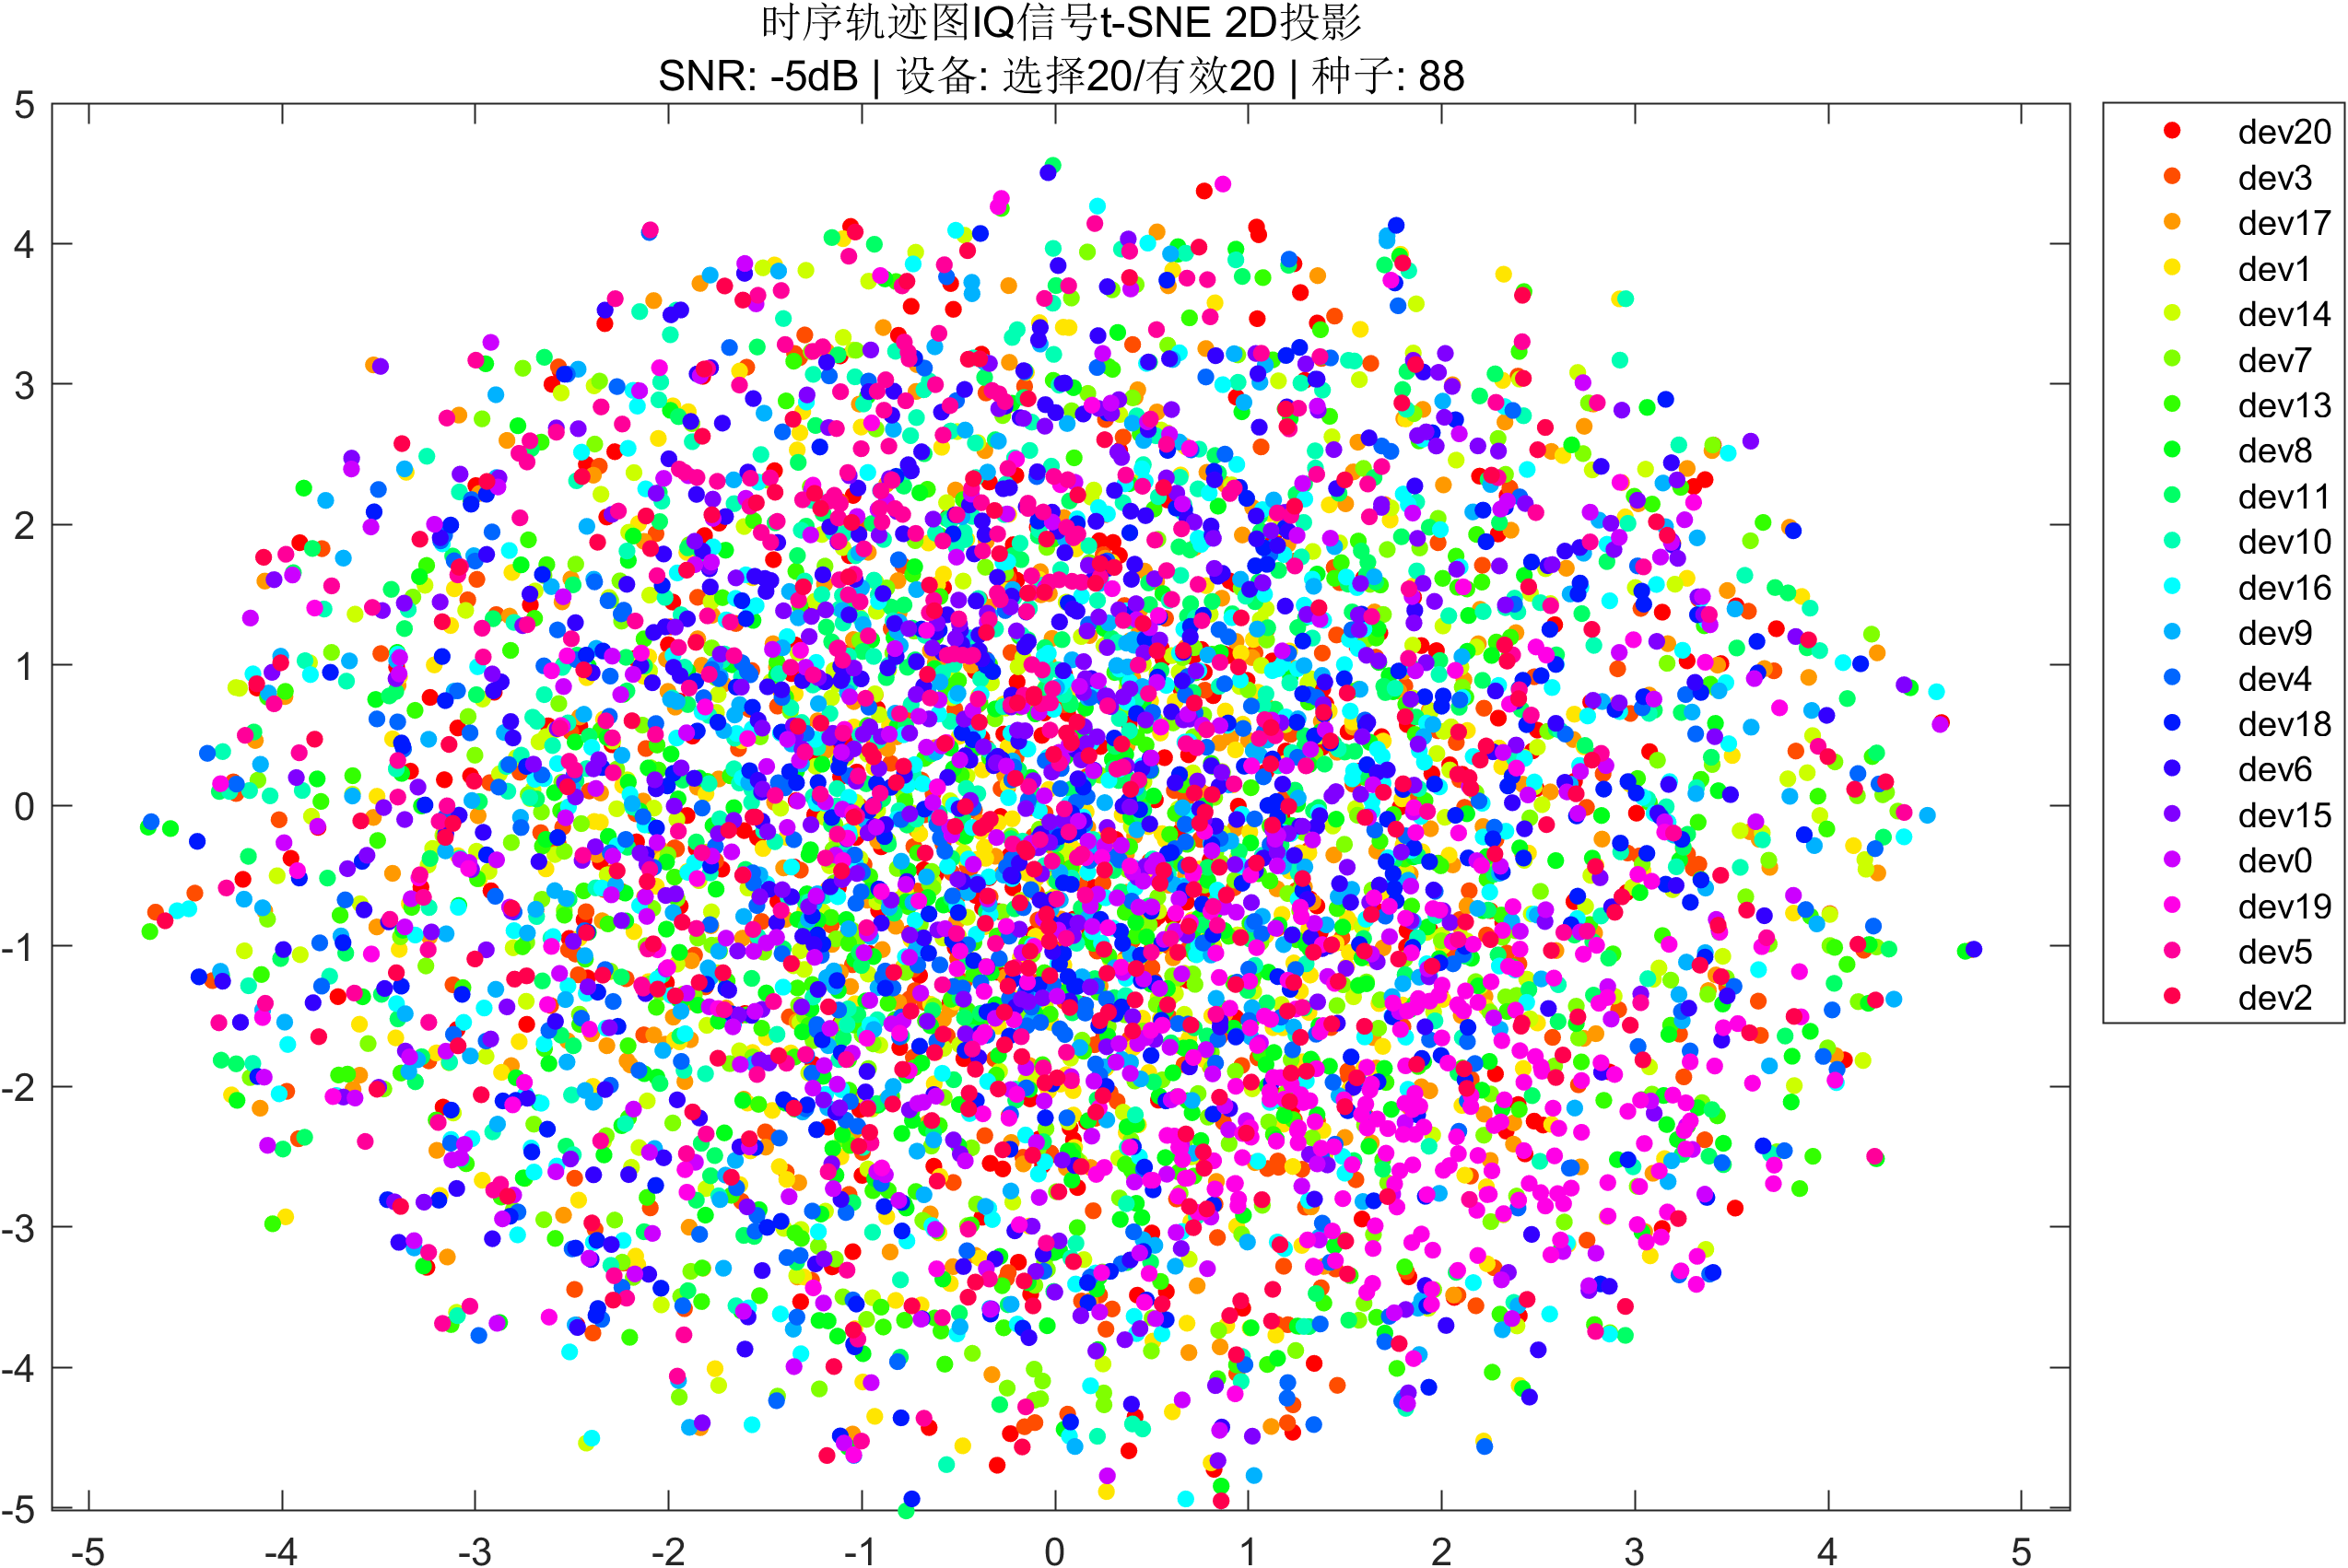 时序轨迹图IQ信号t-SNE 2D投影
SNR: -5dB | 设备: 选择20/有效20 | 种子: 88
5
4
3
2
1
0
-1
-2
-3
-4
-5
-5
-4
-3
-2
-1
0
1
2
3
4
5
dev20
dev3
dev17
dev1
dev14
dev7
dev13
dev8
dev11
dev10
dev16
dev9
dev4
dev18
dev6
dev15
dev0
dev19
dev5
dev2